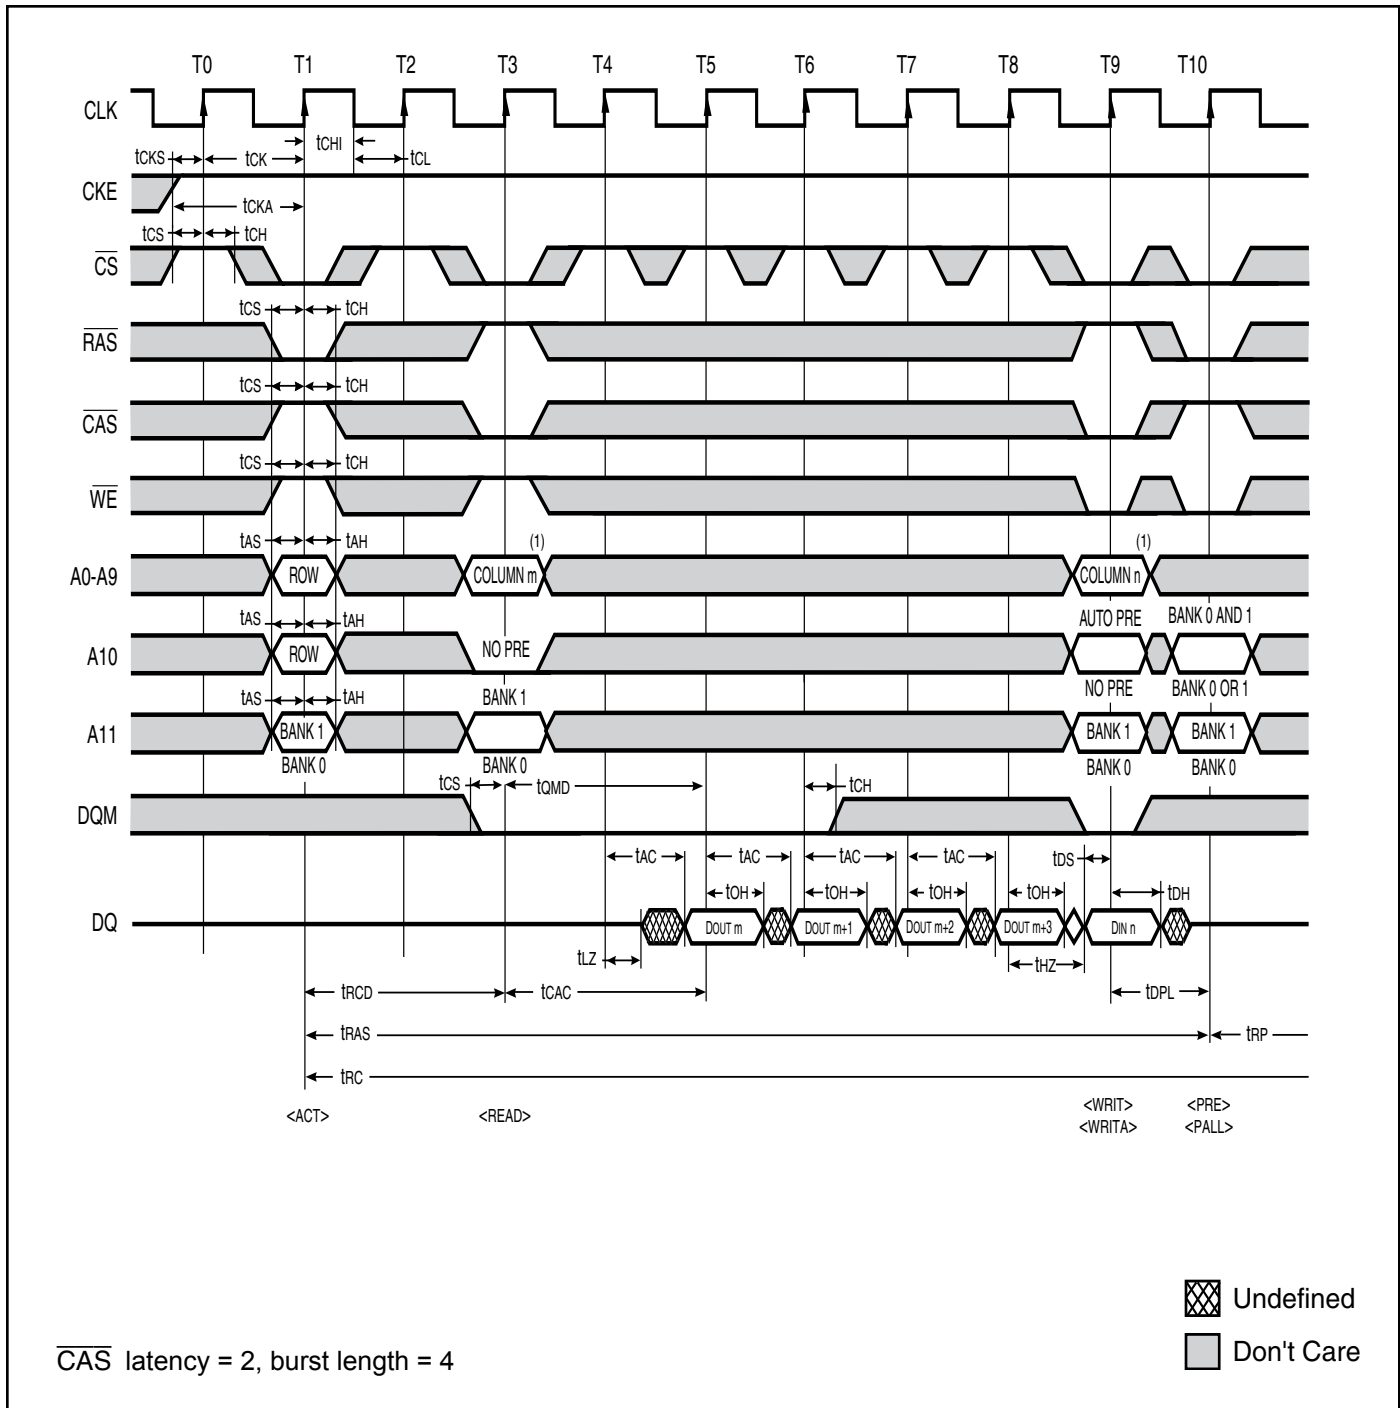 T0 T1 T2 T3 T4 T5 T6 T7 T8 T9 T10
CLK
tCHI
tCKS tCK tCL
CKE
tCKA
tCS tCH
CS
tCS tCH
RAS
tCS tCH
CAS
tCS tCH
WE
tAS tAH (1) (1)
A0-A9 ROW COLUMN m COLUMN n
tAS tAH AUTO PRE BANK 0 AND 1
A10 ROW NO PRE
tAS tAH BANK 1 NO PRE BANK 0 OR 1
A11 BANK 1 BANK 1 BANK 1
BANK 0 BANK 0 BANK 0 BANK 0
tCS tQMD tCH
DQM
tAC tAC tAC tAC tDS
tOH tOH tOH tOH tDH
DQ DOUT m DOUT m+1 DOUT m+2 DOUT m+3 DIN n
tLZ tHZ
tRCD tCAC tDPL
tRAS tRP
tRC
<ACT> <READ> <WRIT> <PRE>
<WRITA> <PALL>
Undefined
Don't Care
CAS latency = 2, burst length = 4